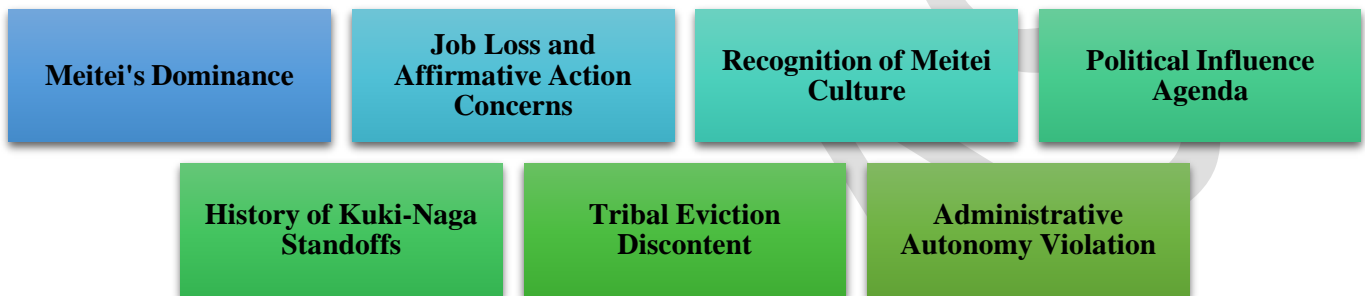 Meitei's Dominance
Job Loss and
Affirmative Action
Concerns
Recognition of Meitei
Culture
Political Influence
Agenda
History of Kuki-Naga
Standoffs
Tribal Eviction
Discontent
Administrative
Autonomy Violation